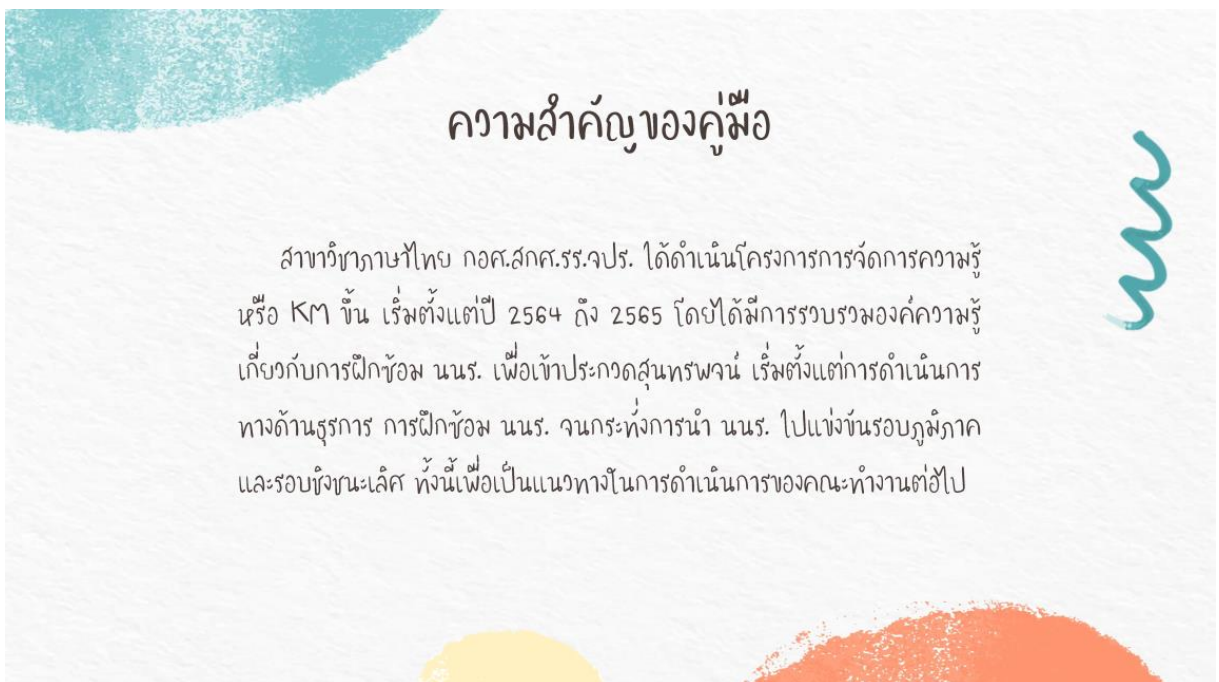 ความสำคัญของคู่มือ
สาขาวิชาภาษาไทย กอศ.สกศ.รร.จปร. ได้ดำเนินโครงการการจัดการความรู้
หรือ KM ขึ้น เริ่มตั้งแต่ปี 2564 ถึง 2565 โดยได้มีการรวบรวมองค์ความรู้
เกี่ยวกับการฝึกซ้อม นนร. เพื่อเข้าประกวดสุนทรพจน์ เริ่มตั้งแต่การดำเนินการ
ทางด้านธุรการ การฝึกซ้อม นนร. จนกระทั่งการนำ นนร. ไปแข่งขันรอบภูมิภาค
และรอบชิงชนะเลิศ ทั้งนี้เพื่อเป็นแนวทางในการดำเนินการของคณะทำงานต่อไป